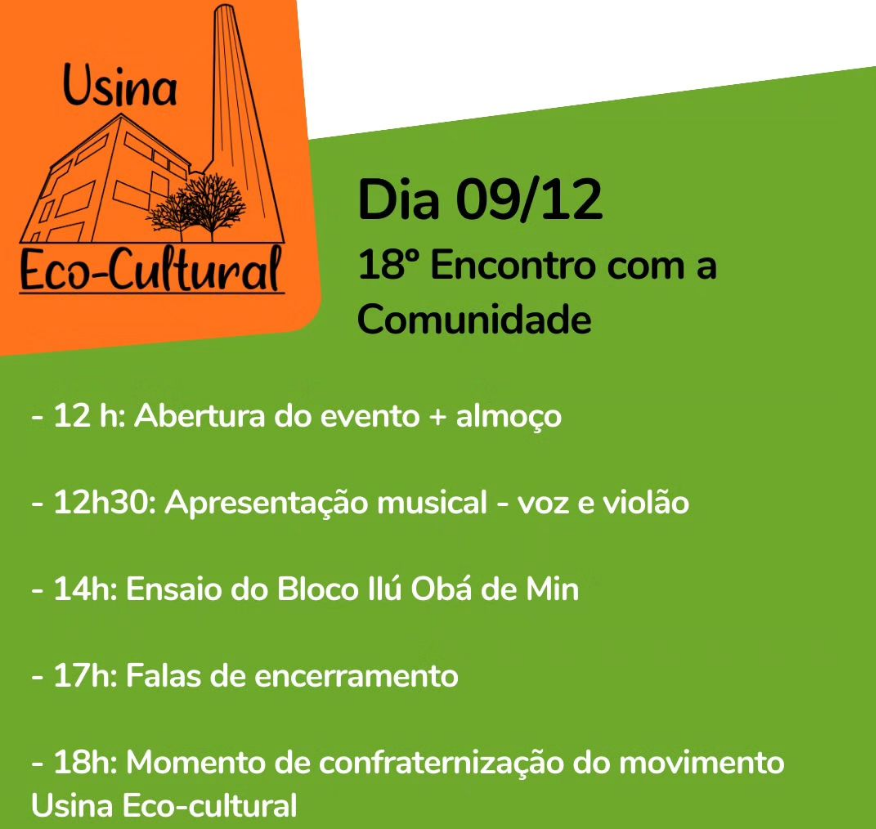 Usina
Eco-Cultural
Dia 09/12
18º Encontro com a
Comunidade
- 12 h: Abertura do evento + almoço
- 12h30: Apresentação musical - voz e violão
- 14h: Ensaio do Bloco Ilú Obá de Min
- 17h: Falas de encerramento
- 18h: Momento de confraternização do movimento
Usina Eco-cultural